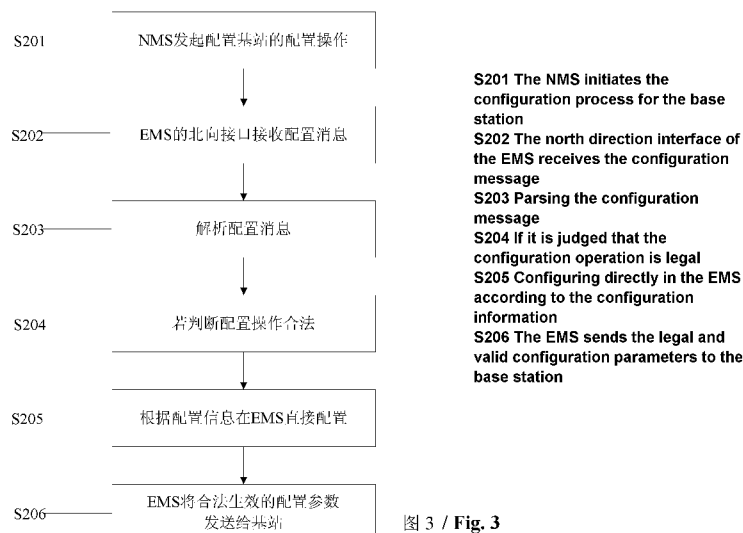 S201
NMS发起配置基站的配置操作
S202
EMS的北向接口接收配置消息
S203
解析配置消息
S204
若判断配置操作合法
S205
根据配置信息在EMS直接配置
S206
EMS将合法生效的配置参数
发送给基站
S201 The NMS initiates the
configuration process for the base
station
S202 The north direction interface of
the EMS receives the configuration
message
S203 Parsing the configuration
message
S204 If it is judged that the
configuration operation is legal
S205 Configuring directly in the EMS
according to the configuration
information
S206 The EMS sends the legal and
valid configuration parameters to the
base station
图 3 / Fig. 3